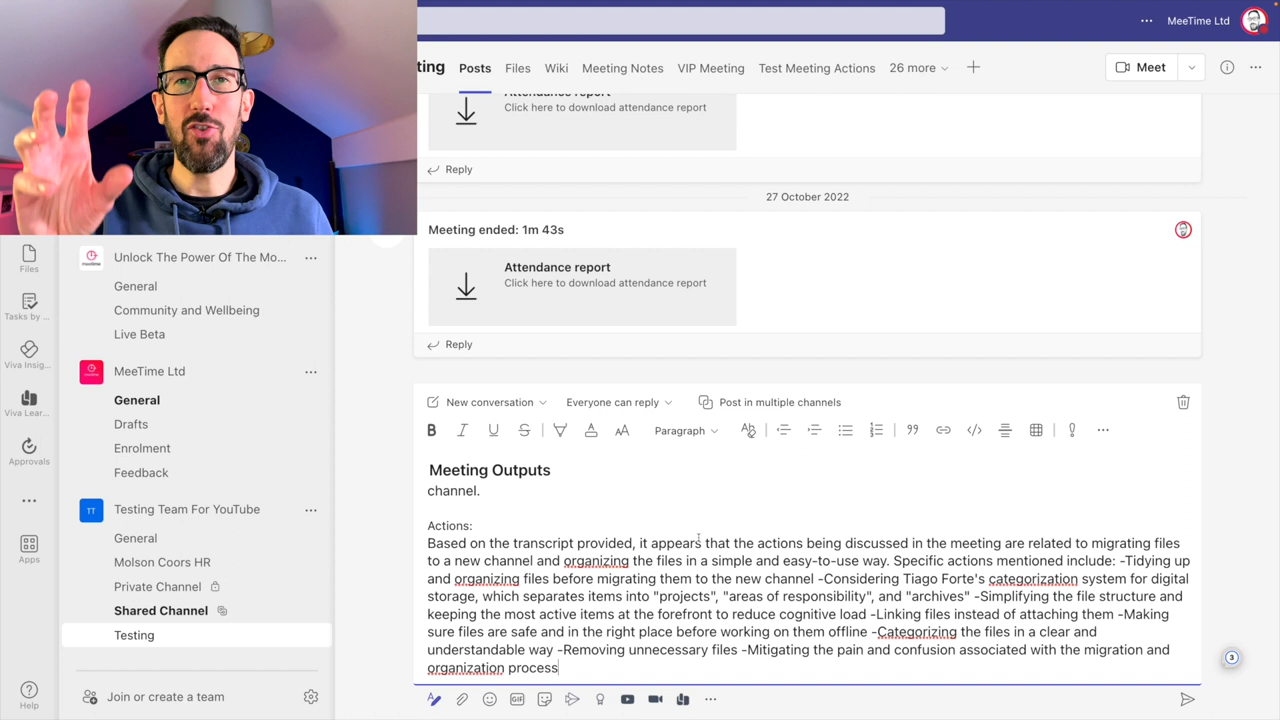 MeeTime Ltd
ting Posts Files Wiki Meeting Notes VIP Meeting Test Meeting Actions 26 more Meet
Attendance report
Click here to download attendance report
Reply
27 October 2022
Meeting ended: 1m 43s
Attendance report
Click here to download attendance report
Reply
Files
Tasks by ...
Viva Insig...
Viva Lear...
Approvals
Apps
Help
Unlock The Power Of The Mo...
General
Community and Wellbeing
Live Beta
MeeTime Ltd
General
Drafts
Enrolment
Feedback
TT Testing Team For YouTube
General
Molson Coors HR
Private Channel
Shared Channel
Testing
Join or create a team
New conversation Everyone can reply Post in multiple channels
Paragraph
Meeting Outputs
channel.
Actions:
Based on the transcript provided, it appears that the actions being discussed in the meeting are related to migrating files
to a new channel and organizing the files in a simple and easy-to-use way. Specific actions mentioned include: -Tidying up
and organizing files before migrating them to the new channel -Considering Tiago Forte's categorization system for digital
storage, which separates items into "projects", "areas of responsibility", and "archives" -Simplifying the file structure and
keeping the most active items at the forefront to reduce cognitive load -Linking files instead of attaching them -Making
sure files are safe and in the right place before working on them offline -Categorizing the files in a clear and
understandable way -Removing unnecessary files -Mitigating the pain and confusion associated with the migration and
organization process
GIF
3